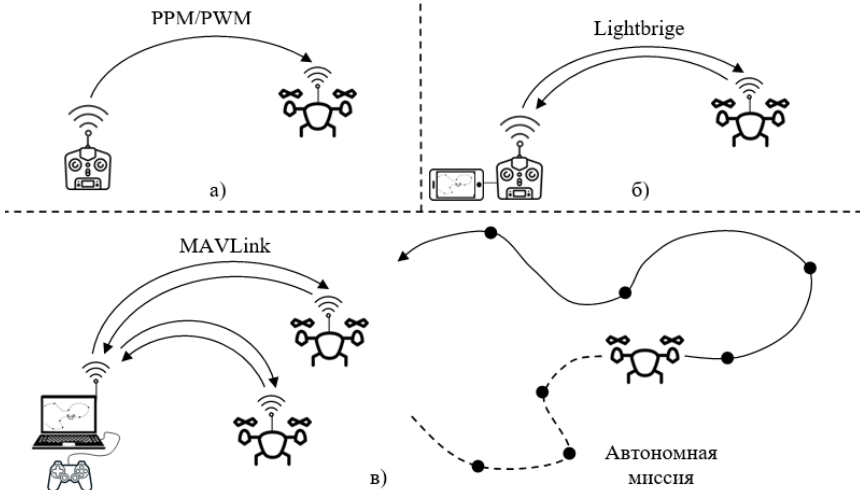 PPM/PWM
а)
Lightbrige
б)
MAVLink
в)
Автономная
миссия